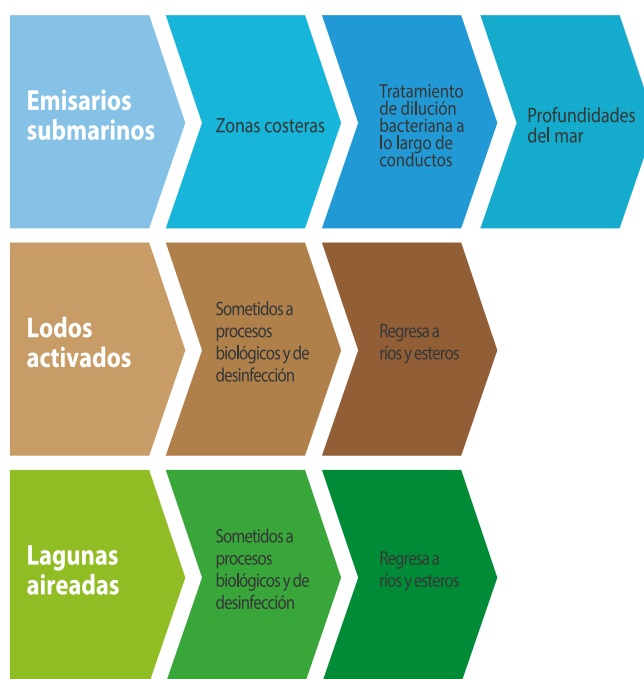 Emisarios
submarinos
Zonas costeras
Tratamiento
de dilución
bacteriana a
lo largo de
conductos
Profundidades
del mar
Lodos
activados
Sometidos a
procesos
biológicos y de
desinfección
Regresa a
ríos y esteros
Lagunas
aireadas
Sometidos a
procesos
biológicos y de
desinfección
Regresa a
ríos y esteros